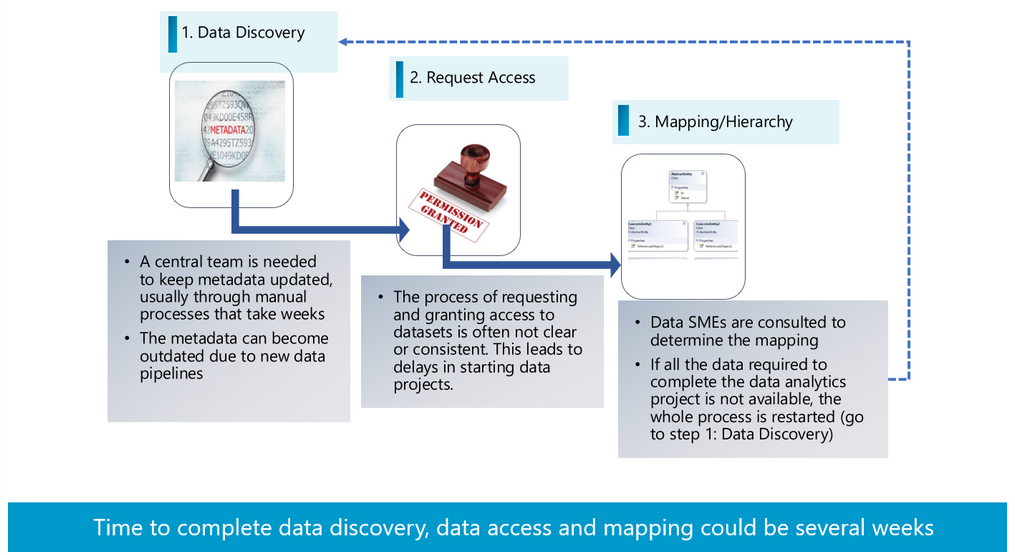 1. Data Discovery
2. Request Access
3. Mapping/Hierarchy
METADATA
PERMISSION
GRANTED
• A central team is needed
to keep metadata updated,
usually through manual
processes that take weeks
• The metadata can become
outdated due to new data
pipelines
• The process of requesting
and granting access to
datasets is often not clear
or consistent. This leads to
delays in starting data
projects.
• Data SMEs are consulted to
determine the mapping
• If all the data required to
complete the data analytics
project is not available, the
whole process is restarted (go
to step 1: Data Discovery)
Time to complete data discovery, data access and mapping could be several weeks